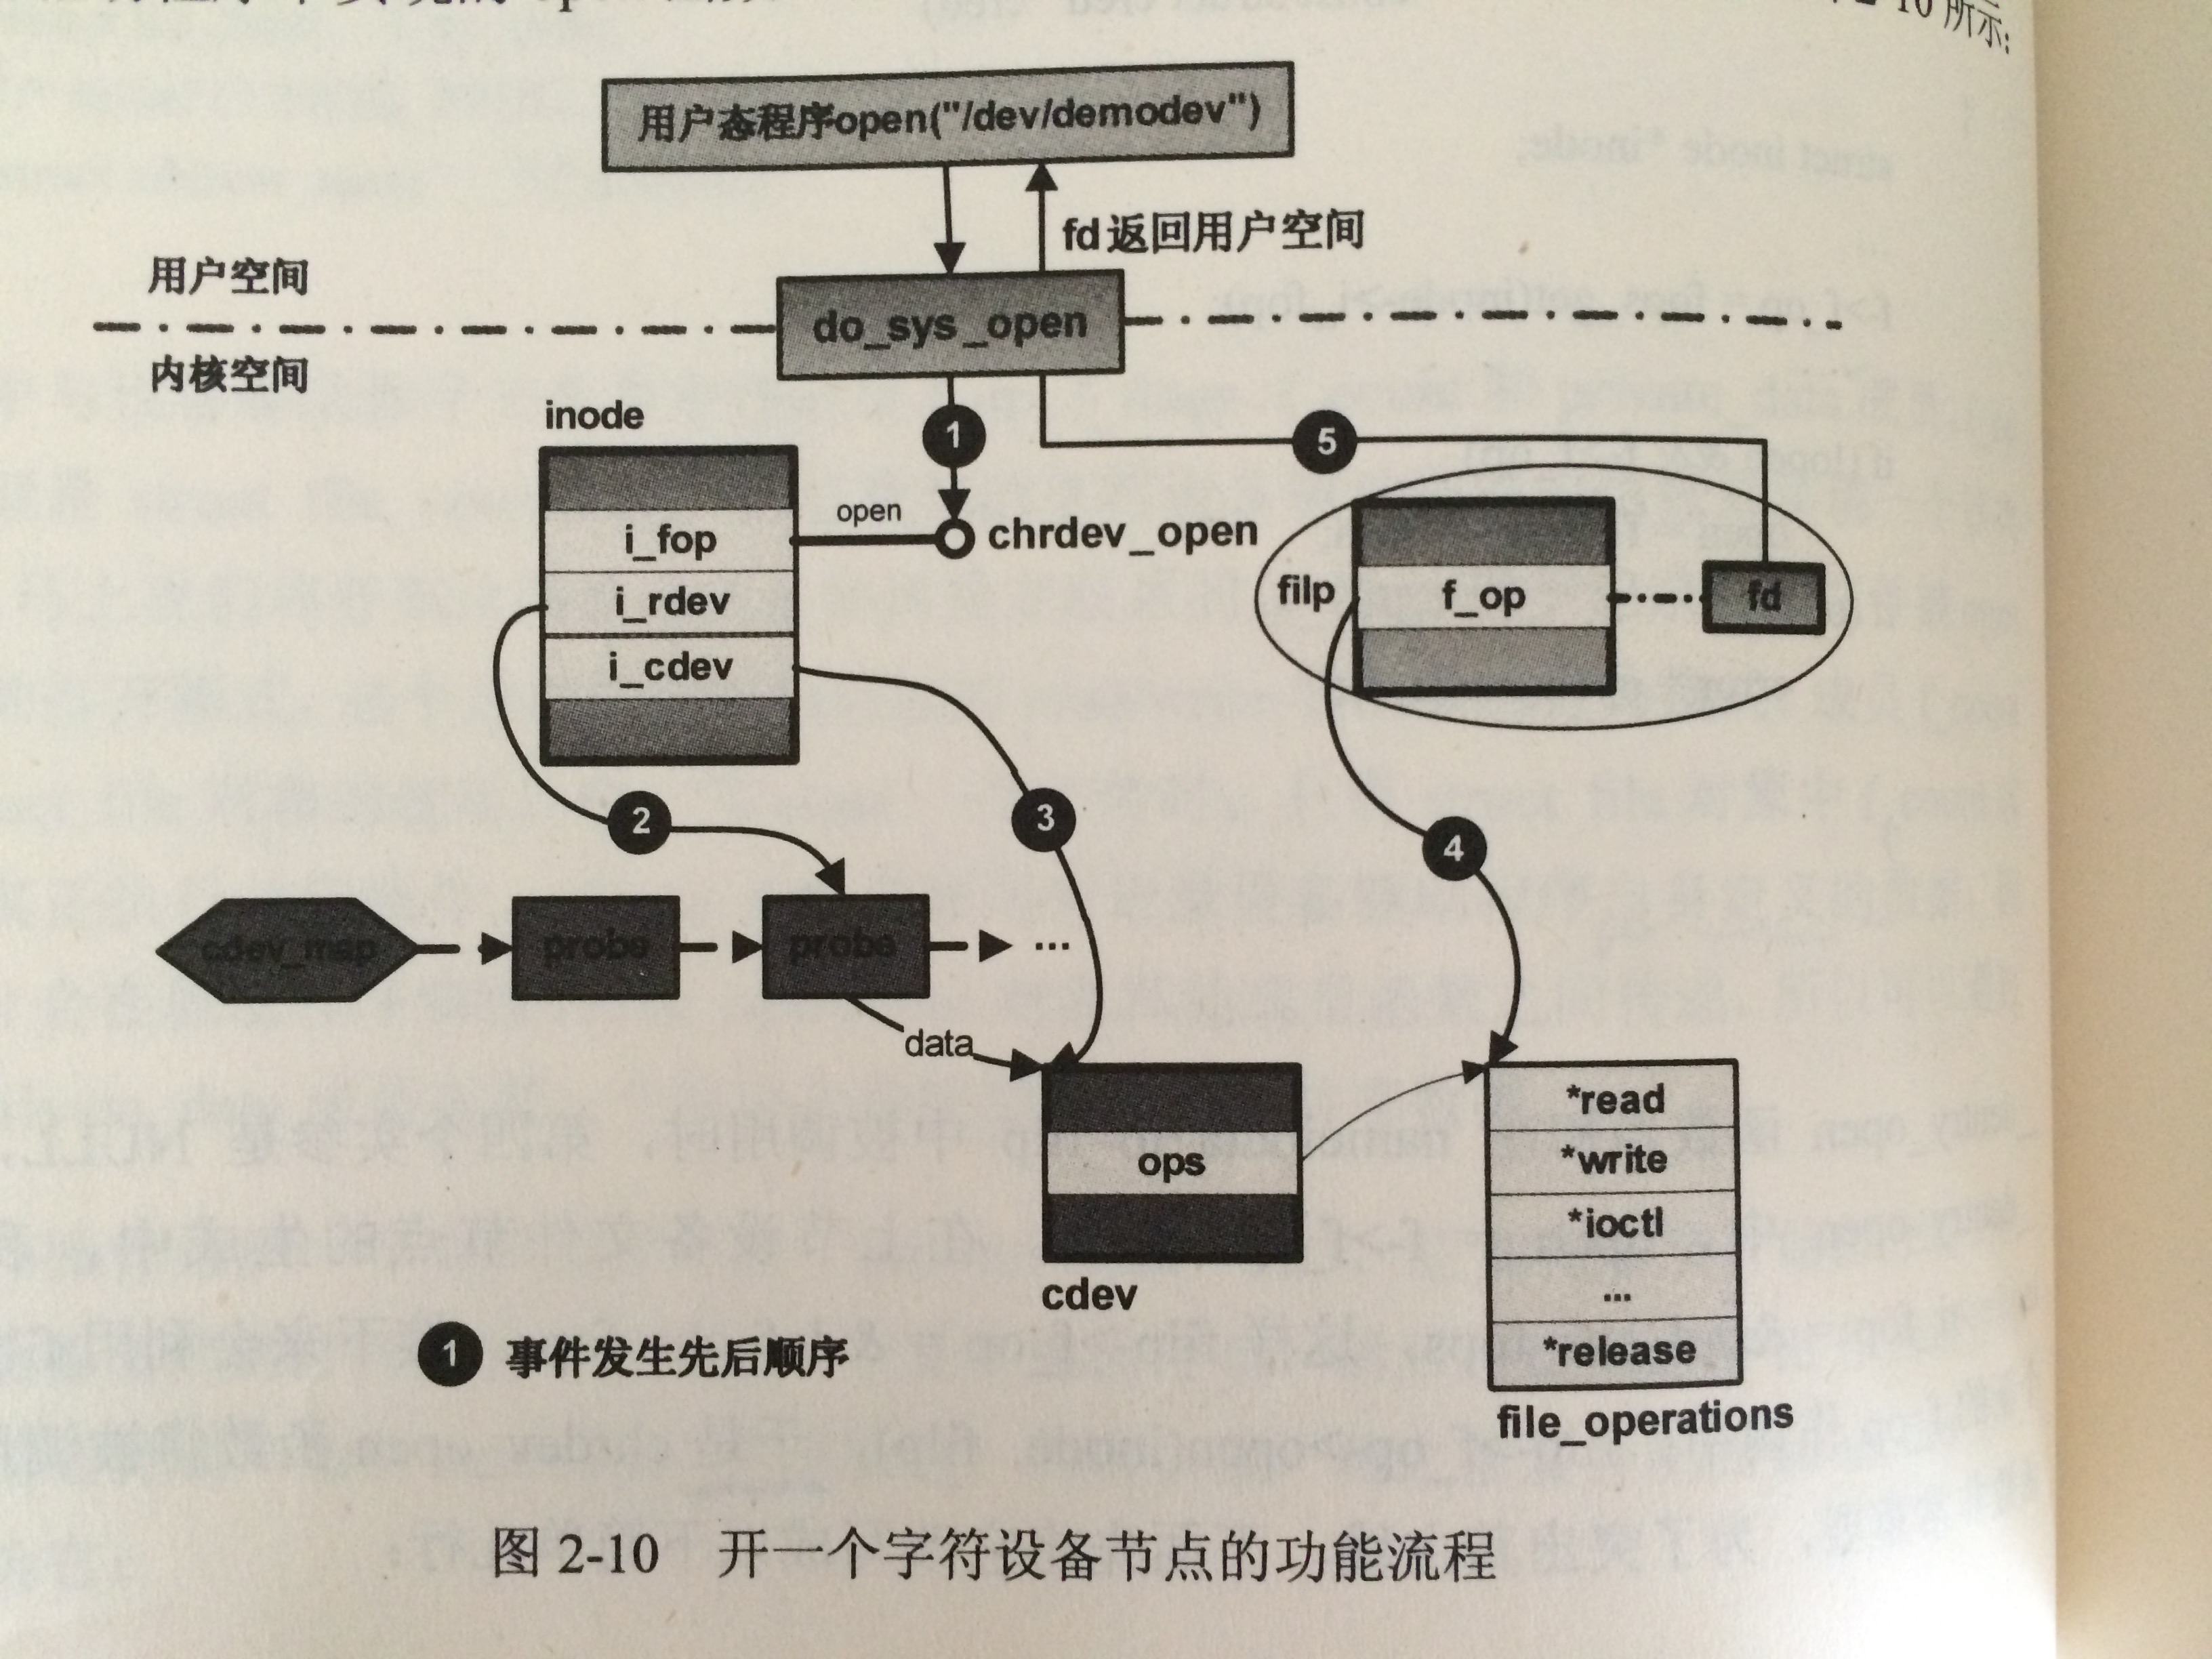 2-10 所示:
用户态程序open("/dev/demodev")
fd返回用户空间
用户空间
do_sys_open
内核空间
inode
1
5
open
chrdev_open
i_fop
i_rdev
i_cdev
filp
f_op
fd
2
3
4
cdev_map
probe
probe
...
data
ops
cdev
*read
*write
*ioctl
...
*release
file_operations
1 事件发生先后顺序
图 2-10 开一个字符设备节点的功能流程